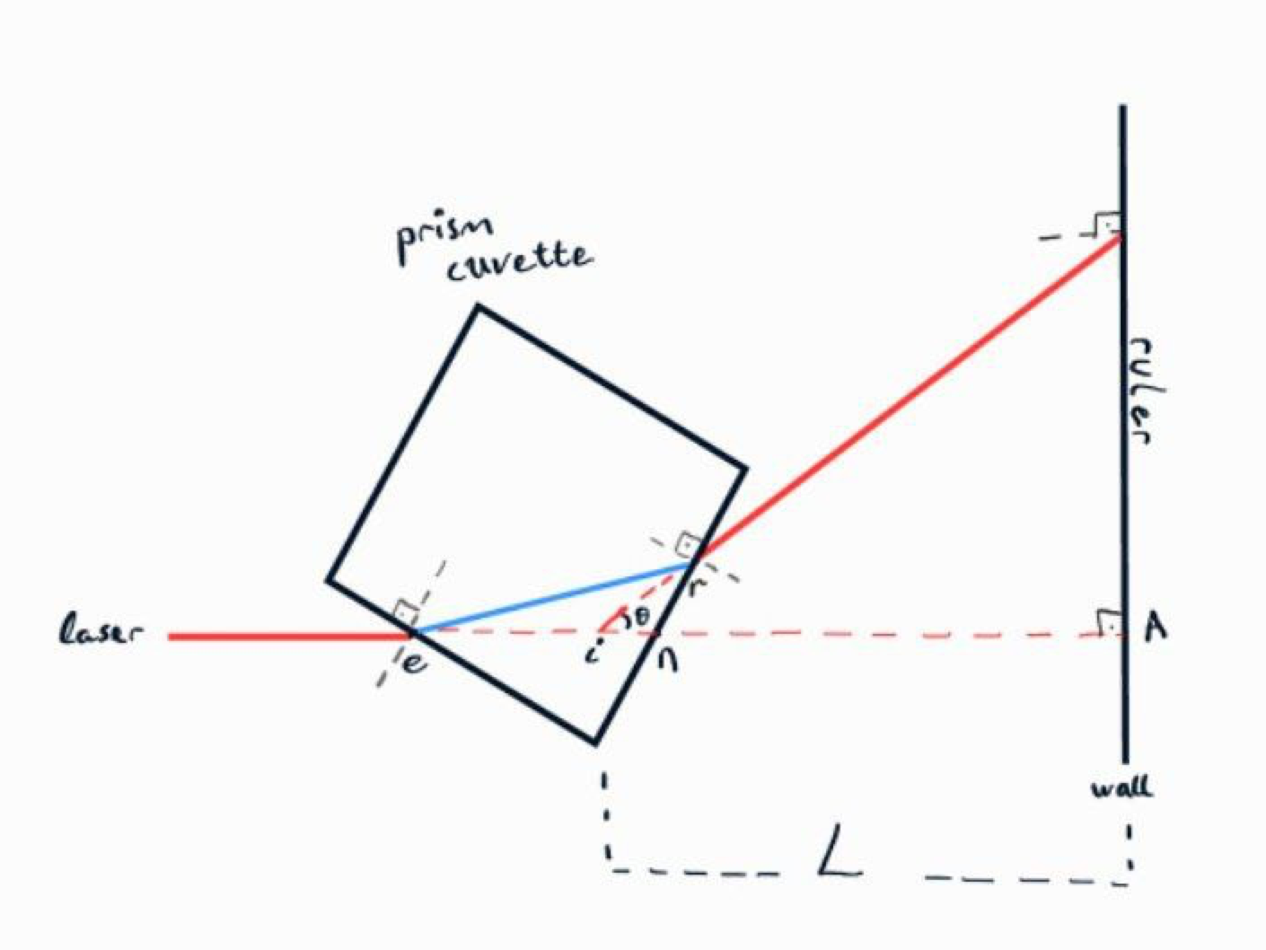 prism
cuvette
ruler
laser
e
i
θ
r
n
A
wall
L